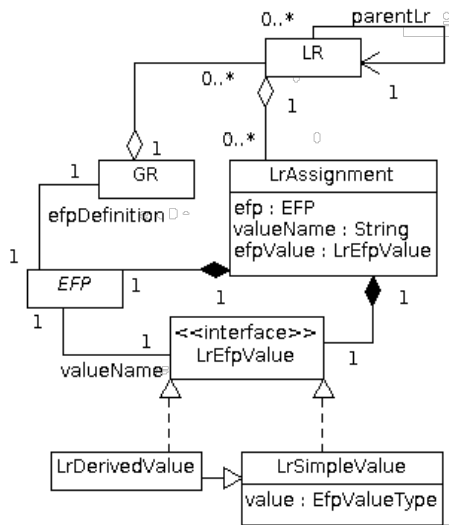 0..*
parentLr
LR
0..*
1
1
1
0..*
LrAssignment
1
GR
efpDefinition
efp : EFP
valueName : String
efpValue : LrEfpValue
1
EFP
1
1
1
1
<<interface>>
LrEfpValue
1
1
valueName
LrDerivedValue
LrSimpleValue
value : EfpValueType